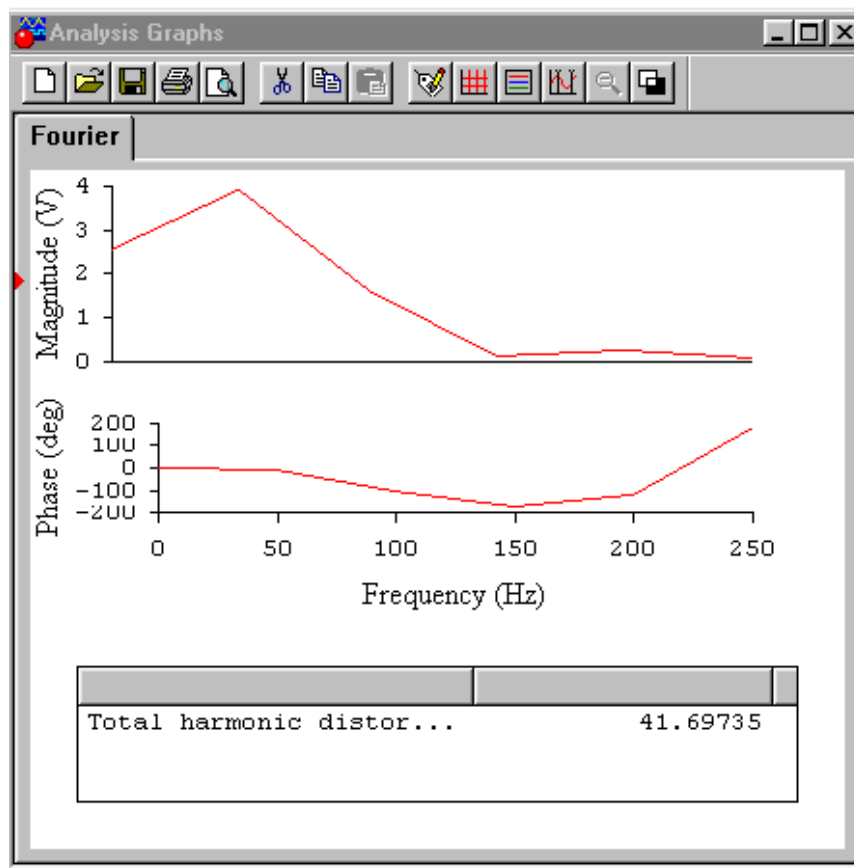 Analysis Graphs
Fourier
Magnitude (V)
4
3
2
1
0
Phase (deg)
200
100
0
-100
-200
0 50 100 150 200 250
Frequency (Hz)
Total harmonic distor... 41.69735